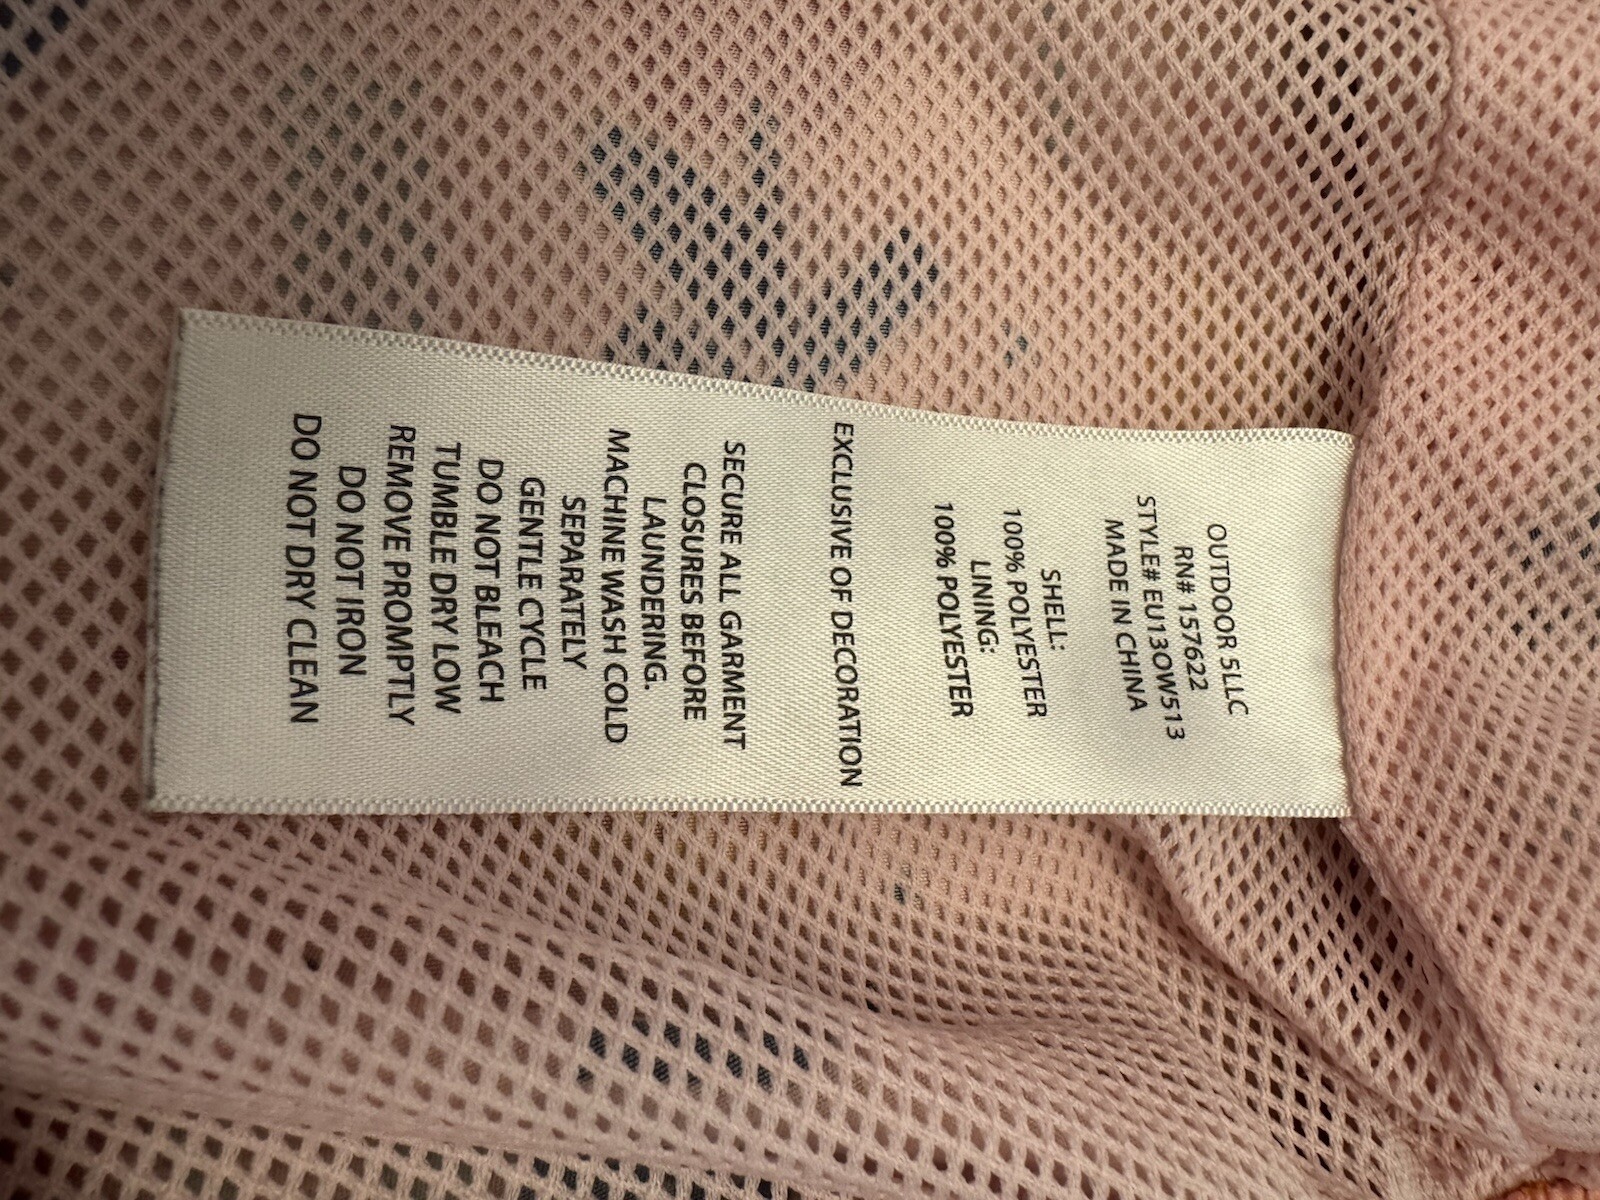 OUTDOOR 5LLC
RN# 157622
STYLE# EU13OW513
MADE IN CHINA
SHELL:
100% POLYESTER
LINING:
100% POLYESTER
EXCLUSIVE OF DECORATION
SECURE ALL GARMENT
CLOSURES BEFORE
LAUNDERING.
MACHINE WASH COLD
SEPARATELY
GENTLE CYCLE
DO NOT BLEACH
TUMBLE DRY LOW
REMOVE PROMPTLY
DO NOT IRON
DO NOT DRY CLEAN